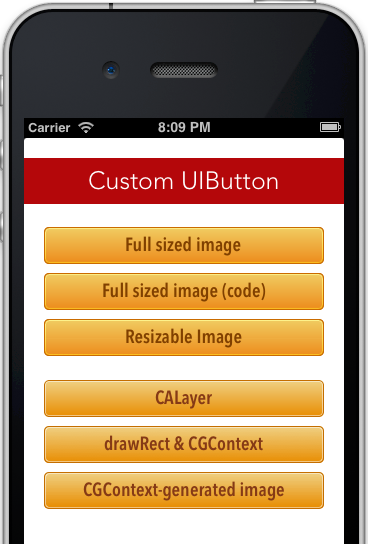 Carrier 8:09 PM
Custom UIButton
Full sized image
Full sized image (code)
Resizable Image
CALayer
drawRect & CGContext
CGContext-generated image